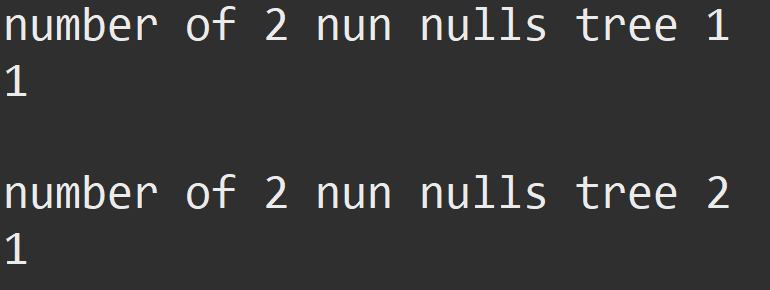 number of 2 nun nulls tree 1
1
number of 2 nun nulls tree 2
1